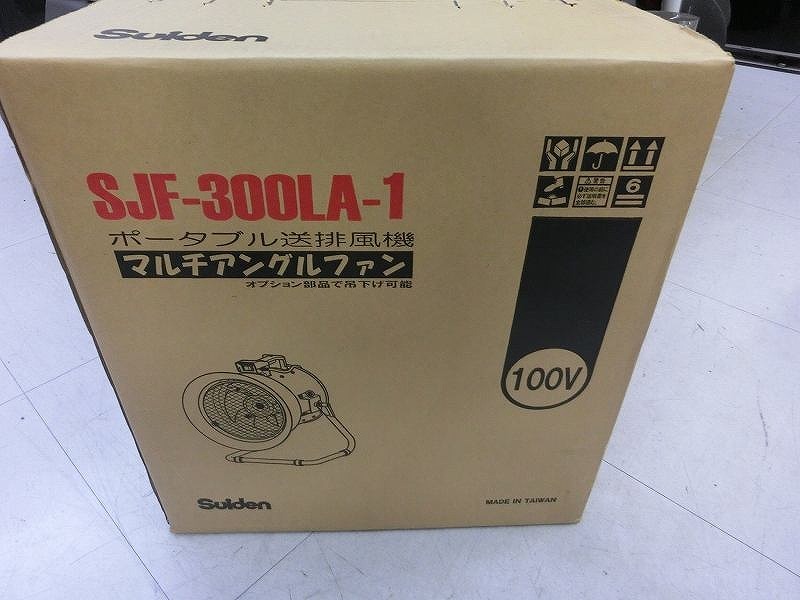 Suiden
SJF-300LA-1
ポータブル送排風機
マルチアングルファン
オプション部品で吊下げ可能
6
100V
Suiden
MADE IN TAIWAN